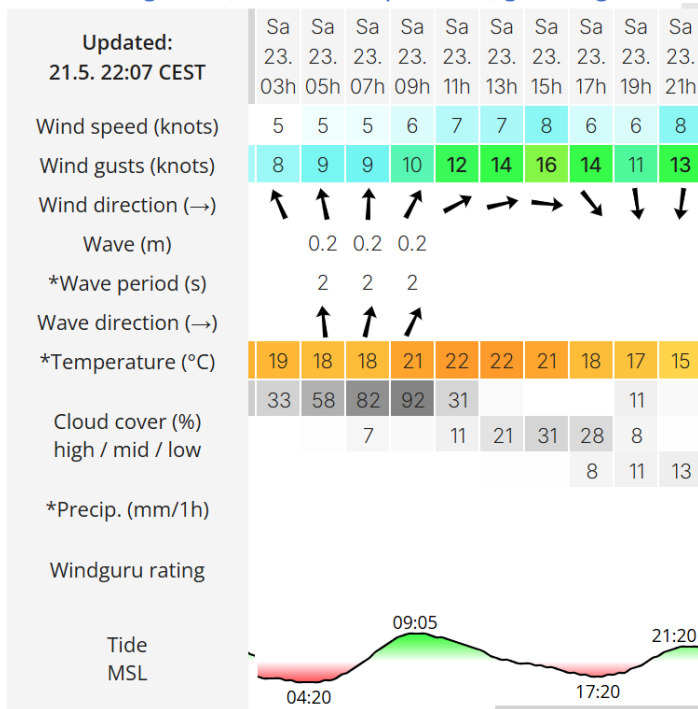 Sa Sa Sa Sa Sa Sa Sa Sa Sa Sa
Updated:
23. 23. 23. 23. 23. 23. 23. 23. 23. 23.
21.5. 22:07 CEST
03h 05h 07h 09h 11h 13h 15h 17h 19h 21h
Wind speed (knots) 5 5 5 6 7 7 8 6 6 8
Wind gusts (knots) 8 9 9 10 12 14 16 14 11 13
Wind direction (→)
Wave (m) 0.2 0.2 0.2
*Wave period (s) 2 2 2
Wave direction (→)
*Temperature (°C) 19 18 18 21 22 22 21 18 17 15
33 58 82 92 31 11
Cloud cover (%)
7 11 21 31 28 8
high / mid / low
8 11 13
*Precip. (mm/1h)
Windguru rating
09:05
21:20
Tide
MSL
04:20 17:20